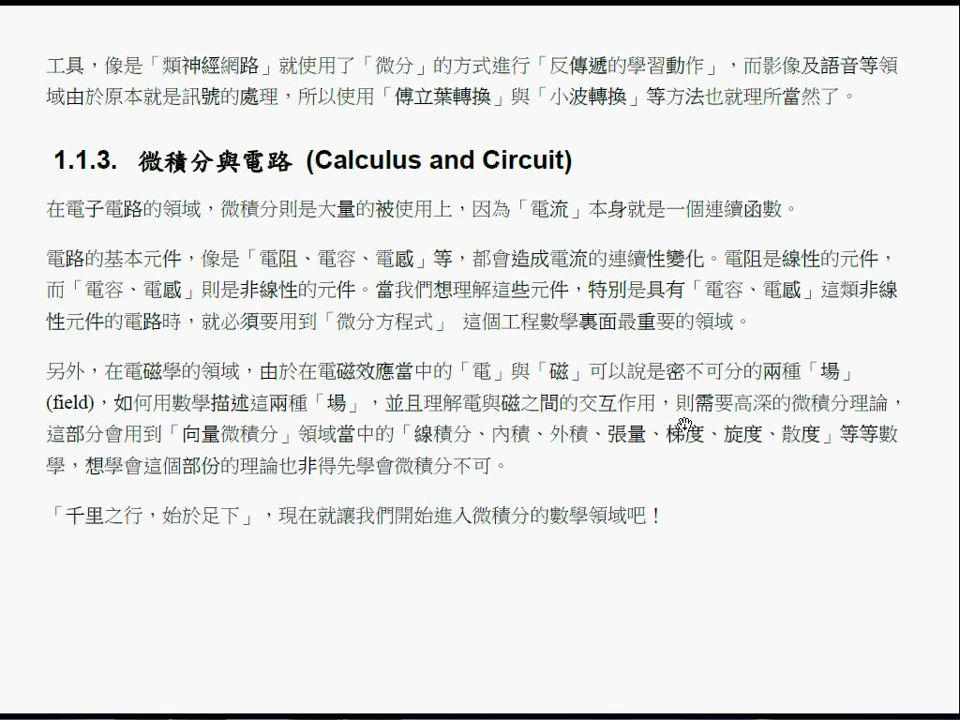 工具，像是「類神經網路」就使用了「微分」的方式進行「反傳遞的學習動作」，而影像及語音等領
域由於原本就是訊號的處理，所以使用「傅立葉轉換」與「小波轉換」等方法也就理所當然了。
1.1.3. 微積分與電路 (Calculus and Circuit)
在電子電路的領域，微積分則是大量的被使用上，因為「電流」本身就是一個連續函數。
電路的基本元件，像是「電阻、電容、電感」等，都會造成電流的連續性變化。電阻是線性的元件，
而「電容、電感」則是非線性的元件。當我們想理解這些元件，特別是具有「電容、電感」這類非線
性元件的電路時，就必須要用到「微分方程式」 這個工程數學裏面最重要的領域。
另外，在電磁學的領域，由於在電磁效應當中的「電」與「磁」可以說是密不可分的兩種「場」
(field)，如何用數學描述這兩種「場」，並且理解電與磁之間的交互作用，則需要高深的微積分理論，
這部分會用到「向量微積分」領域當中的「線積分、內積、外積、張量、梯度、旋度、散度」等等數
學，想學會這個部份的理論也非得先學會微積分不可。
「千里之行，始於足下」，現在就讓我們開始進入微積分的數學領域吧！